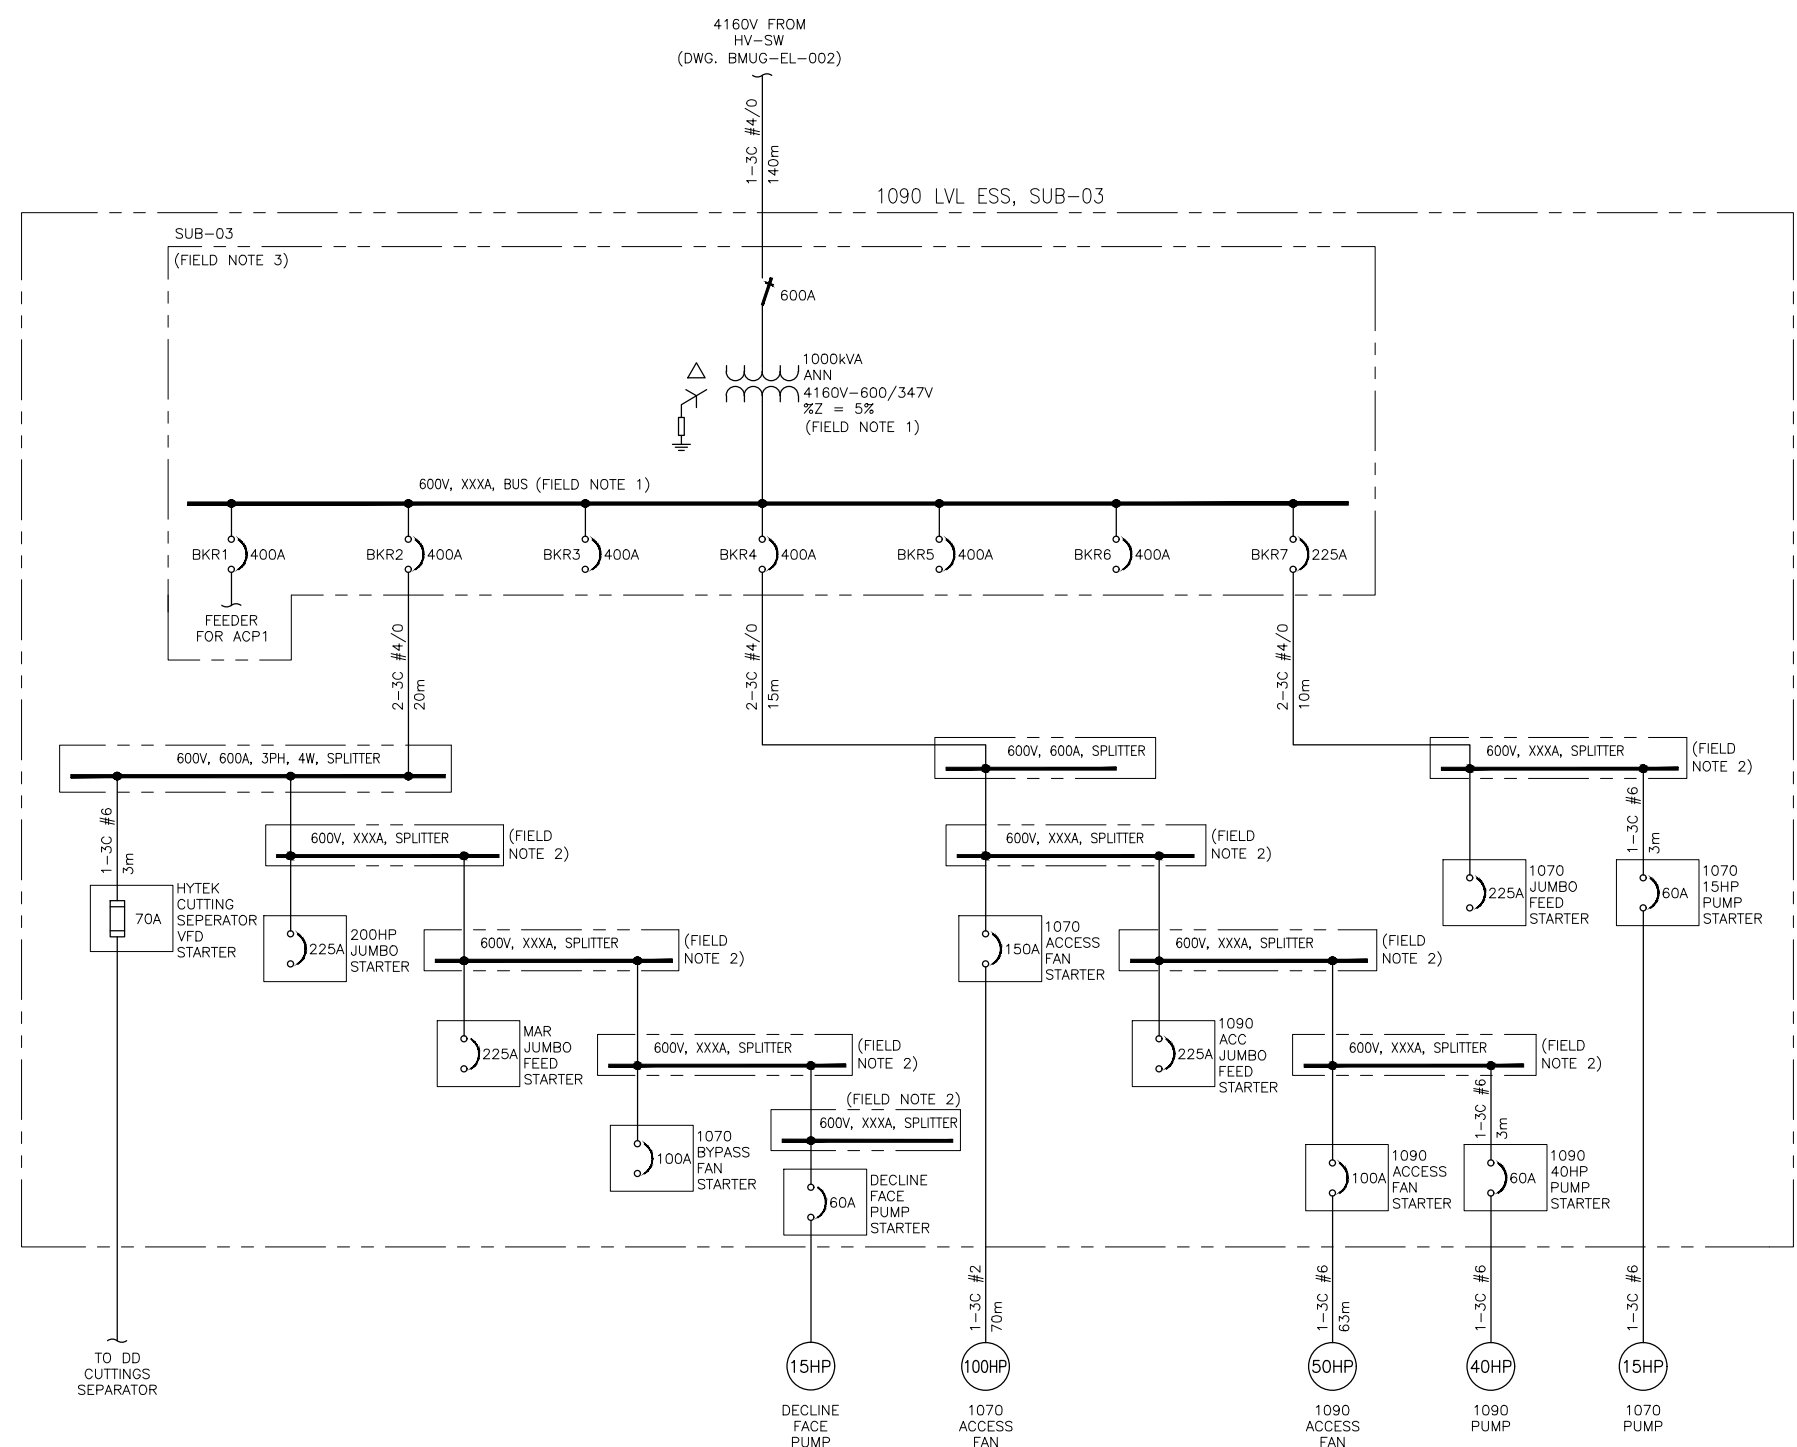 4160V FROM
HV-SW
(DWG. BMUG-EL-002)
1-3C #4/0
140m
1090 LVL ESS, SUB-03
SUB-03
(FIELD NOTE 3)
600A
1000kVA
ANN
4160V-600/347V
%Z = 5%
(FIELD NOTE 1)
600V, XXXA, BUS (FIELD NOTE 1)
BKR1
400A
BKR2
400A
BKR3
400A
BKR4
400A
BKR5
400A
BKR6
400A
BKR7
225A
FEEDER
FOR ACP1
2-3C #4/0
20m
2-3C #4/0
15m
2-3C #4/0
10m
600V, 600A, 3PH, 4W, SPLITTER
600V, 600A, SPLITTER
600V, XXXA, SPLITTER
(FIELD
NOTE 2)
1-3C #6
3m
600V, XXXA, SPLITTER
(FIELD
NOTE 2)
600V, XXXA, SPLITTER
(FIELD
NOTE 2)
1-3C #6
3m
70A
HYTEK
CUTTING
SEPERATOR
VFD
STARTER
225A
200HP
JUMBO
STARTER
600V, XXXA, SPLITTER
(FIELD
NOTE 2)
150A
1070
ACCESS
FAN
STARTER
600V, XXXA, SPLITTER
(FIELD
NOTE 2)
225A
1070
JUMBO
FEED
STARTER
60A
1070
15HP
PUMP
STARTER
225A
MAR
JUMBO
FEED
STARTER
600V, XXXA, SPLITTER
(FIELD
NOTE 2)
225A
1090
ACC
JUMBO
FEED
STARTER
600V, XXXA, SPLITTER
(FIELD
NOTE 2)
1-3C #6
3m
(FIELD NOTE 2)
600V, XXXA, SPLITTER
100A
1070
BYPASS
FAN
STARTER
60A
DECLINE
FACE
PUMP
STARTER
100A
1090
ACCESS
FAN
STARTER
60A
1090
40HP
PUMP
STARTER
1-3C #2
70m
1-3C #6
63m
1-3C #6
1-3C #6
TO DD
CUTTINGS
SEPARATOR
15HP
DECLINE
FACE
PUMP
100HP
1070
ACCESS
FAN
50HP
1090
ACCESS
FAN
40HP
1090
PUMP
15HP
1070
PUMP